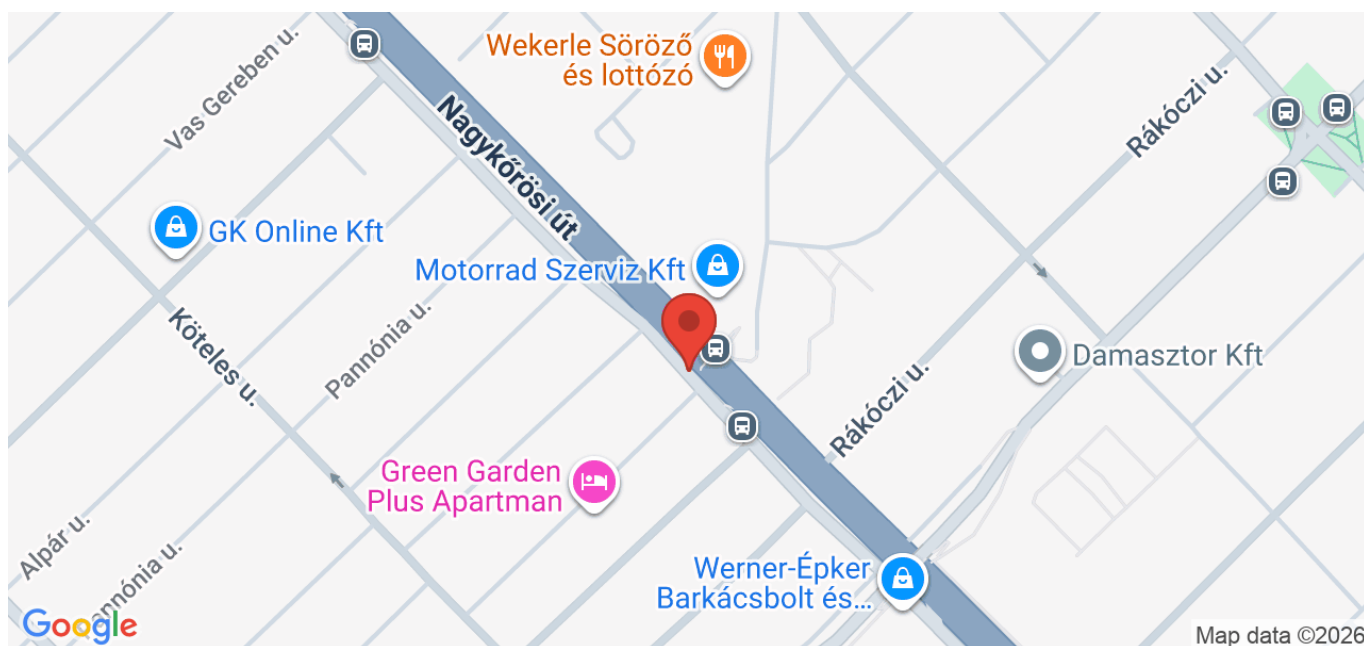 Vas Gereben u.
Wekerle Söröző
és lottózó
Nagykőrösi út
Rákóczi u.
GK Online Kft
Motorrad Szerviz Kft
Köteles u.
Pannónia u.
Damasztor Kft
Rákóczi u.
Green Garden
Plus Apartman
Alpár u.
Pannónia u.
Werner-Épker
Barkácsbolt és...
Google
Map data ©2026